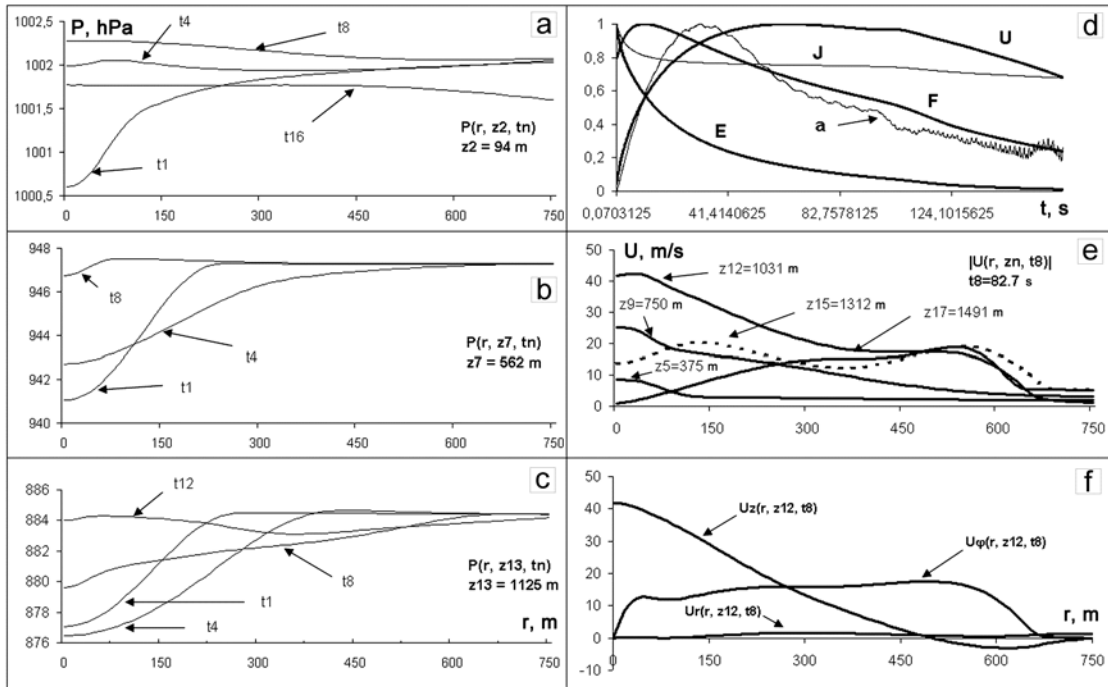 P, hPa
a
1002,5
1002
1001,5
1001
1000,5
t4
t8
t16
t1
P(r, z2, tn)
z2 = 94 m
0 150 300 450 600 750
b
948
946
944
942
940
t8
t4
t1
P(r, z7, tn)
z7 = 562 m
0 150 300 450 600 750
c
886
884
882
880
878
876
t12
t8
t1
t4
P(r, z13, tn)
z13 = 1125 m
r, m
0 150 300 450 600 750
d
1
0,8
0,6
0,4
0,2
0
U
J
F
E
a
0,0703125 41,4140625 82,7578125 124,1015625
t, s
e
U, m/s
50
40
30
20
10
0
z12=1031 m
z9=750 m
z15=1312 m
z17=1491 m
z5=375 m
|U(r, zn, t8)|
t8=82.7 s
0 150 300 450 600 750
f
50
40
30
20
10
0
-10
Uz(r, z12, t8)
Uφ(r, z12, t8)
Ur(r, z12, t8)
r, m
0 150 300 450 600 750